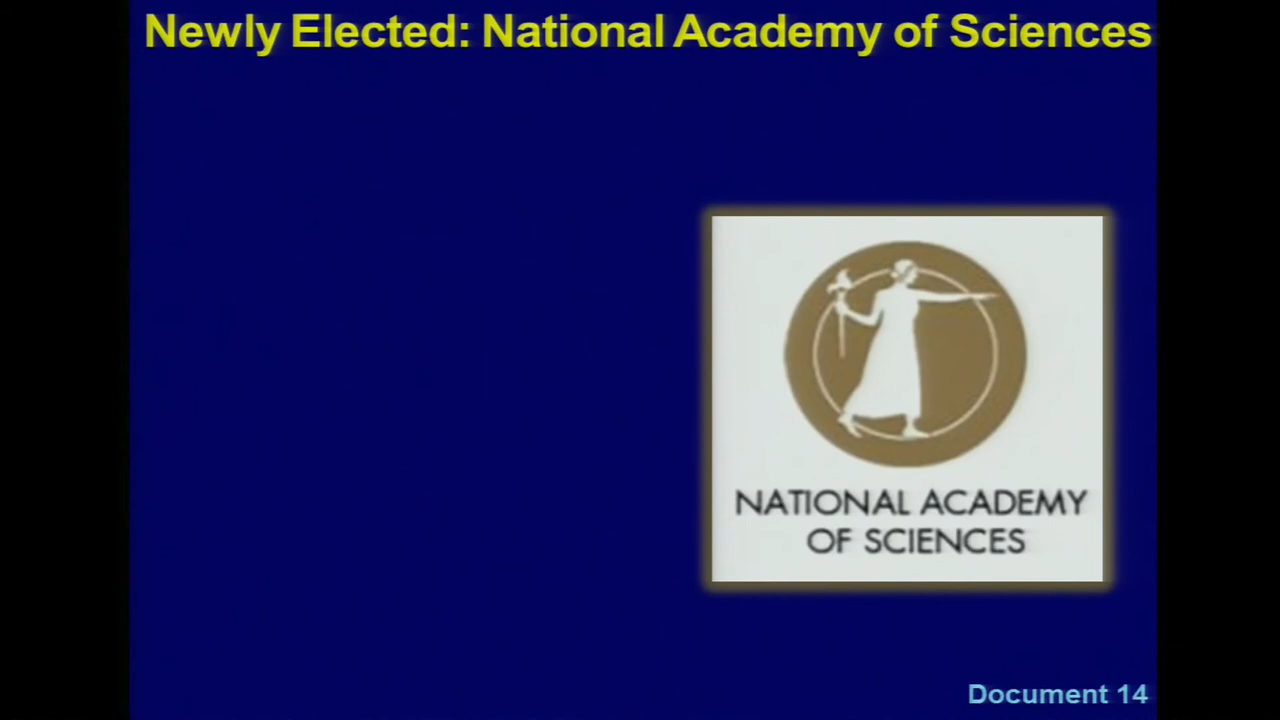 Newly Elected: National Academy of Sciences
NATIONAL ACADEMY
OF SCIENCES
Document 14